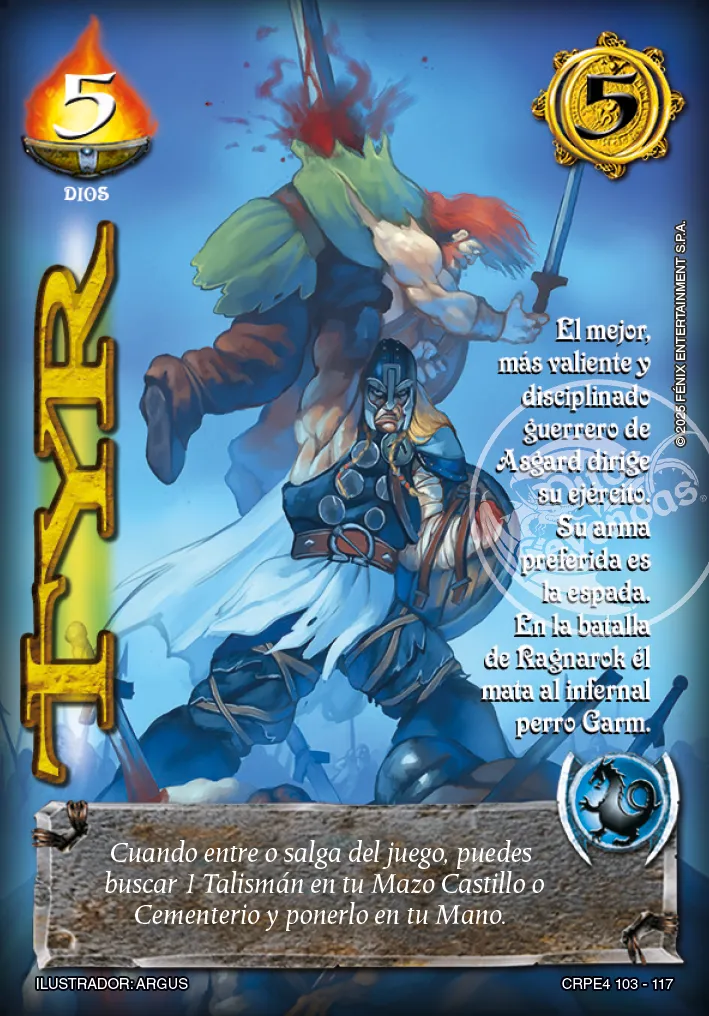 5
DIOS
5
TYR
El mejor,
más valiente y
disciplinado
guerrero de
Asgard dirige
su ejército.
Su arma
preferida es
la espada.
En la batalla
de Ragnarok él
mata al infernal
perro Garm.
© 2025 FÉNIX ENTERTAINMENT S.P.A.
Cuando entre o salga del juego, puedes
buscar 1 Talismán en tu Mazo Castillo o
Cementerio y ponerlo en tu Mano.
ILUSTRADOR: ARGUS
CRPE4 103 - 117